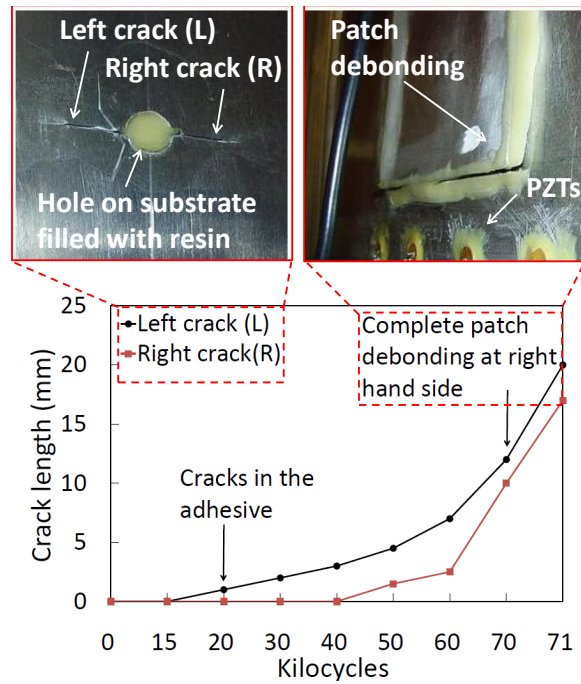 Left crack (L)
Right crack (R)
Hole on substrate
filled with resin
Patch
debonding
PZTs
25
20
15
10
5
0
Crack length (mm)
Left crack (L)
Right crack(R)
Complete patch
debonding at right
hand side
Cracks in the
adhesive
0 15 20 30 40 50 60 70 71
Kilocycles